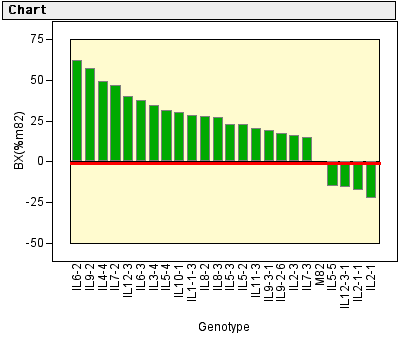 Chart
75
50
25
0
-25
-50
BX(%m82)
IL6-2
IL9-2
IL4-4
IL7-2
IL12-3
IL6-3
IL3-4
IL5-4
IL10-1
IL1-1-3
IL8-2
IL8-3
IL5-3
IL5-2
IL11-3
IL9-3-1
IL9-2-6
IL2-3
IL7-3
M82
IL5-5
IL12-3-1
IL2-1-1
IL2-1
Genotype